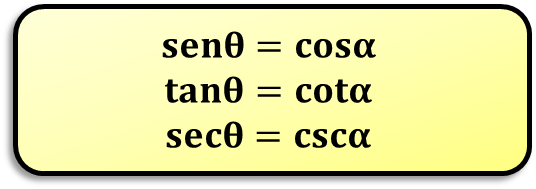 senθ = cosα
tanθ = cotα
secθ = cscα